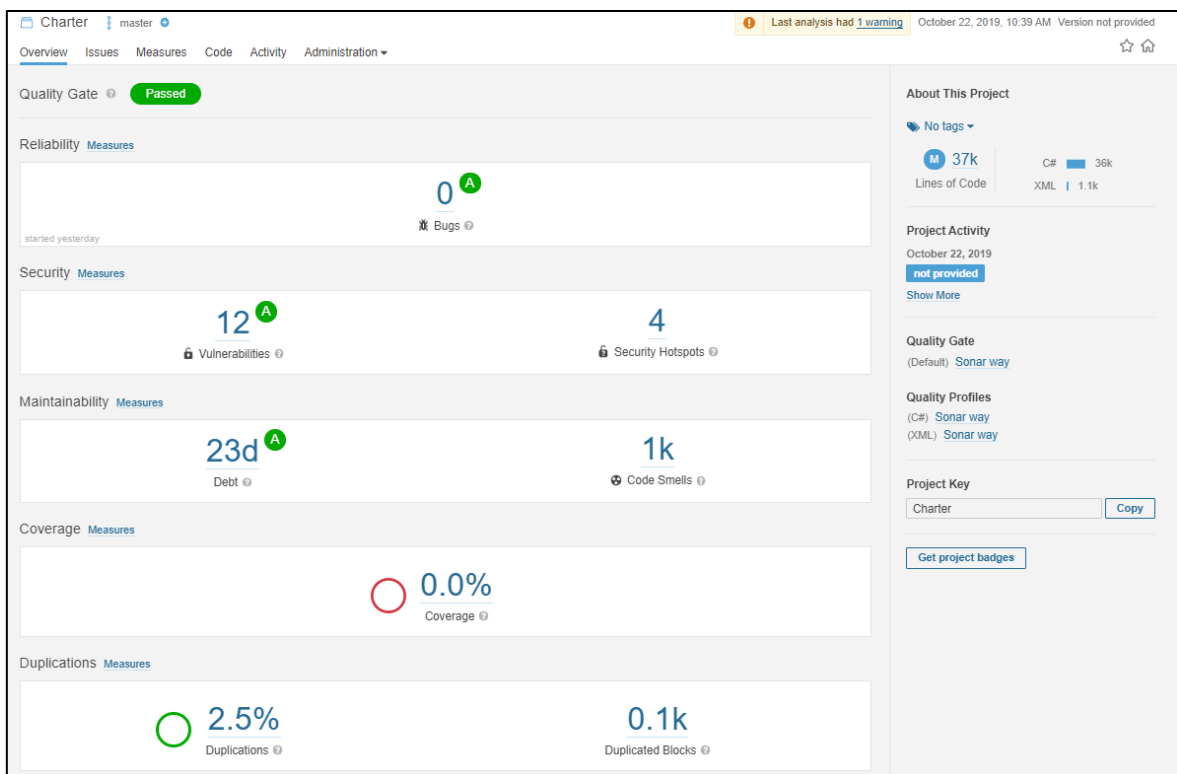 Charter master Last analysis had 1 warning October 22, 2019, 10:39 AM Version not provided
Overview Issues Measures Code Activity Administration
Quality Gate Passed
Reliability Measures
0 A
Bugs
started yesterday
Security Measures
12 A 4
Vulnerabilities Security Hotspots
Maintainability Measures
23d A 1k
Debt Code Smells
Coverage Measures
0.0%
Coverage
Duplications Measures
2.5% 0.1k
Duplications Duplicated Blocks
About This Project
No tags
M 37k C# 36k
Lines of Code XML 1.1k
Project Activity
October 22, 2019
not provided
Show More
Quality Gate
(Default) Sonar way
Quality Profiles
(C#) Sonar way
(XML) Sonar way
Project Key
Charter Copy
Get project badges